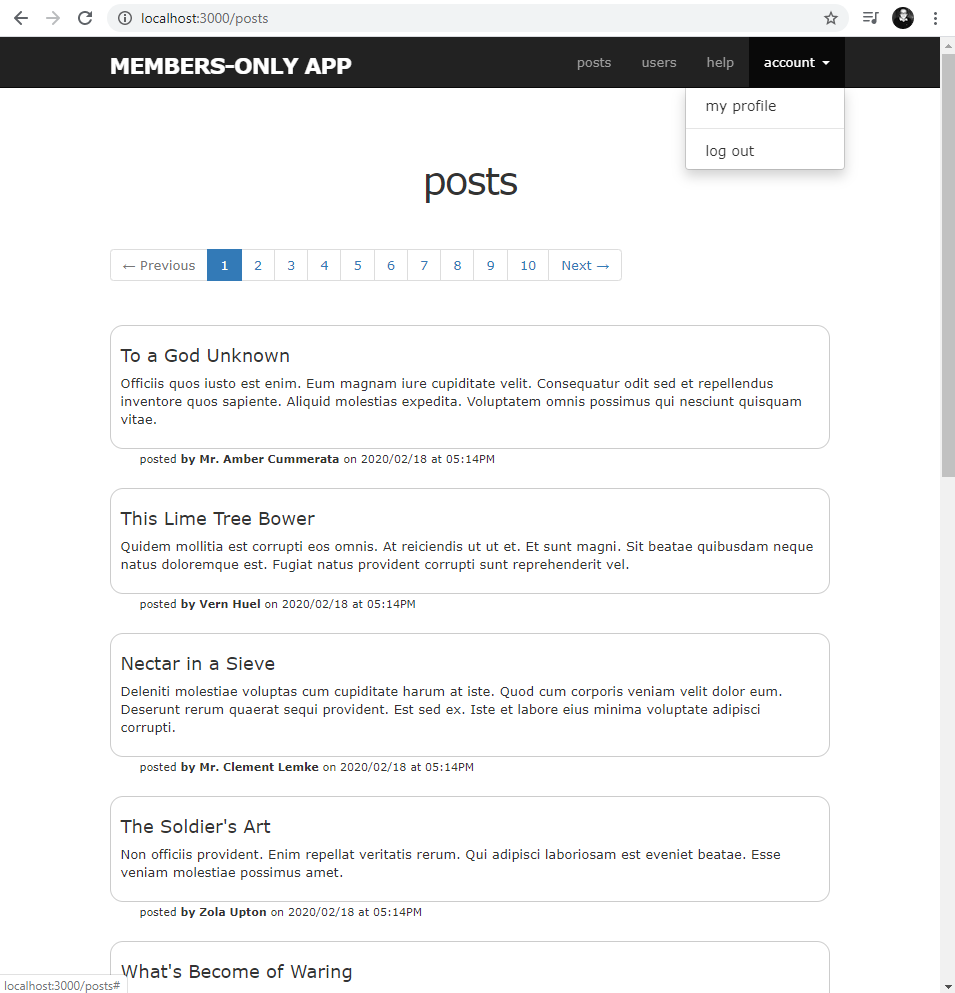 localhost:3000/posts
MEMBERS-ONLY APP posts users help account
my profile
log out
posts
← Previous 1 2 3 4 5 6 7 8 9 10 Next →
To a God Unknown
Officiis quos iusto est enim. Eum magnam iure cupiditate velit. Consequatur odit sed et repellendus
inventore quos sapiente. Aliquid molestias expedita. Voluptatem omnis possimus qui nesciunt quisquam
vitae.
posted by Mr. Amber Cummerata on 2020/02/18 at 05:14PM
This Lime Tree Bower
Quidem mollitia est corrupti eos omnis. At reiciendis ut ut et. Et sunt magni. Sit beatae quibusdam neque
natus doloremque est. Fugiat natus provident corrupti sunt reprehenderit vel.
posted by Vern Huel on 2020/02/18 at 05:14PM
Nectar in a Sieve
Deleniti molestiae voluptas cum cupiditate harum at iste. Quod cum corporis veniam velit dolor eum.
Deserunt rerum quaerat sequi provident. Est sed ex. Iste et labore eius minima voluptate adipisci
corrupti.
posted by Mr. Clement Lemke on 2020/02/18 at 05:14PM
The Soldier's Art
Non officiis provident. Enim repellat veritatis rerum. Qui adipisci laboriosam est eveniet beatae. Esse
veniam molestiae possimus amet.
posted by Zola Upton on 2020/02/18 at 05:14PM
What's Become of Waring
localhost:3000/posts#